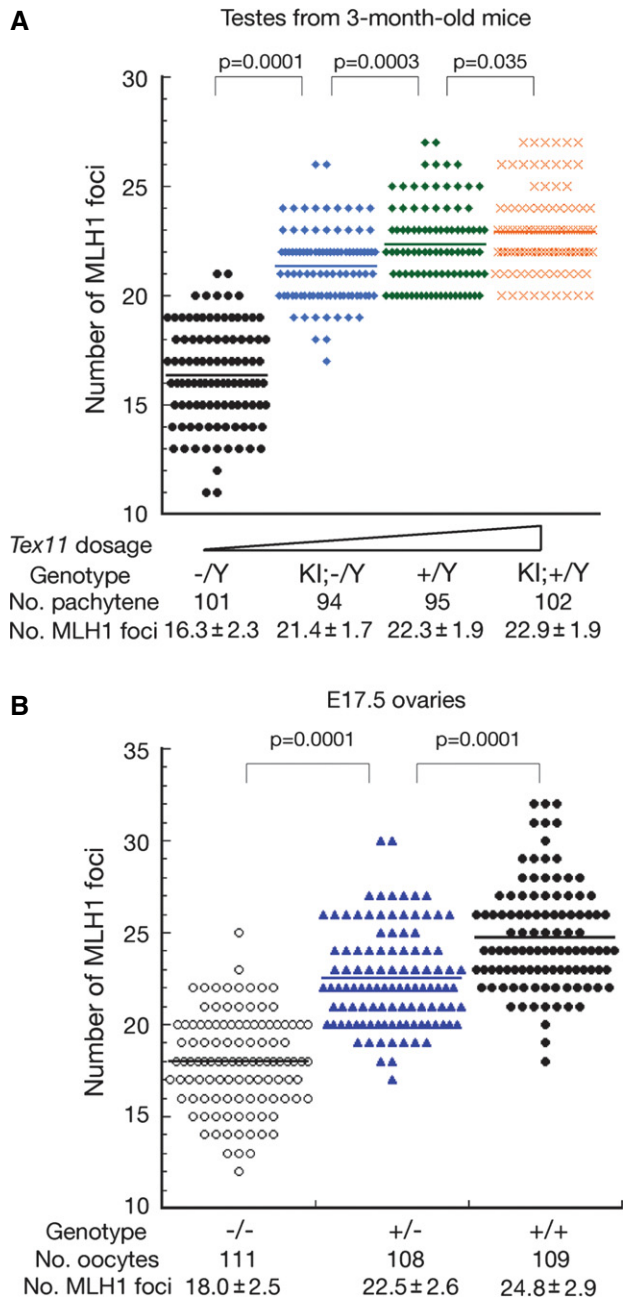 A
Testes from 3-month-old mice
p=0.0001 p=0.0003 p=0.035
30
25
20
15
10
Number of MLH1 foci
Tex11 dosage
Genotype -/Y KI;-/Y +/Y KI;+/Y
No. pachytene 101 94 95 102
No. MLH1 foci 16.3±2.3 21.4±1.7 22.3±1.9 22.9±1.9
B
E17.5 ovaries
p=0.0001 p=0.0001
35
30
25
20
15
10
Number of MLH1 foci
Genotype -/- +/- +/+
No. oocytes 111 108 109
No. MLH1 foci 18.0±2.5 22.5±2.6 24.8±2.9